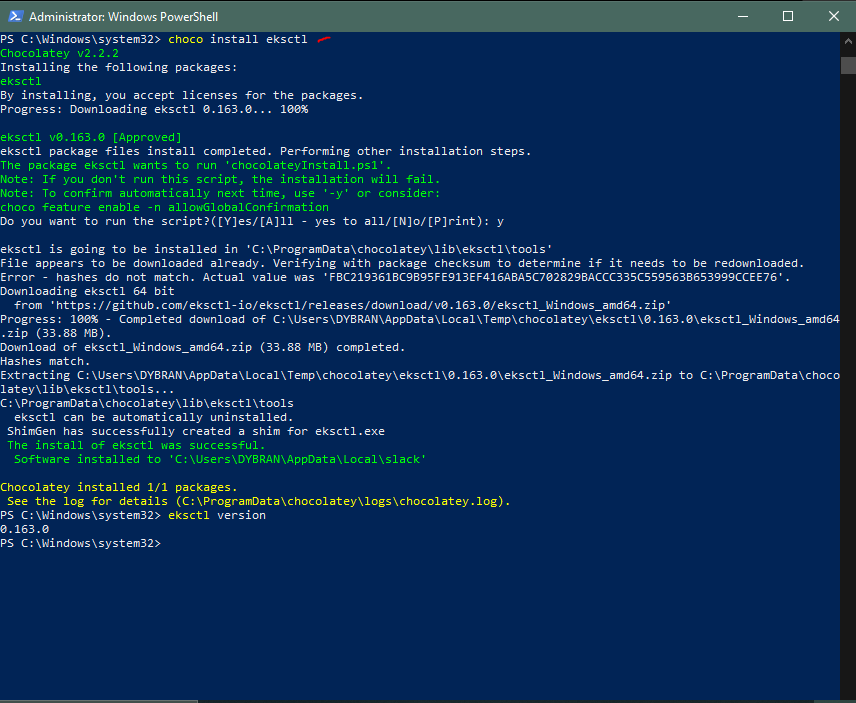 Administrator: Windows PowerShell
PS C:\Windows\system32> choco install eksctl
Chocolatey v2.2.2
Installing the following packages:
eksctl
By installing, you accept licenses for the packages.
Progress: Downloading eksctl 0.163.0... 100%
eksctl v0.163.0 [Approved]
eksctl package files install completed. Performing other installation steps.
The package eksctl wants to run 'chocolateyInstall.ps1'.
Note: If you don't run this script, the installation will fail.
Note: To confirm automatically next time, use '-y' or consider:
choco feature enable -n allowGlobalConfirmation
Do you want to run the script?([Y]es/[A]ll - yes to all/[N]o/[P]rint): y
eksctl is going to be installed in 'C:\ProgramData\chocolatey\lib\eksctl\tools'
File appears to be downloaded already. Verifying with package checksum to determine if it needs to be redownloaded.
Error - hashes do not match. Actual value was 'FBC219361BC9B95FE913EF416ABA5C702829BACCC335C559563B653999CCEE76'.
Downloading eksctl 64 bit
  from 'https://github.com/eksctl-io/eksctl/releases/download/v0.163.0/eksctl_Windows_amd64.zip'
Progress: 100% - Completed download of C:\Users\DYBRAN\AppData\Local\Temp\chocolatey\eksctl\0.163.0\eksctl_Windows_amd64
.zip (33.88 MB).
Download of eksctl_Windows_amd64.zip (33.88 MB) completed.
Hashes match.
Extracting C:\Users\DYBRAN\AppData\Local\Temp\chocolatey\eksctl\0.163.0\eksctl_Windows_amd64.zip to C:\ProgramData\choco
latey\lib\eksctl\tools...
C:\ProgramData\chocolatey\lib\eksctl\tools
  eksctl can be automatically uninstalled.
 ShimGen has successfully created a shim for eksctl.exe
 The install of eksctl was successful.
  Software installed to 'C:\Users\DYBRAN\AppData\Local\slack'
Chocolatey installed 1/1 packages.
 See the log for details (C:\ProgramData\chocolatey\logs\chocolatey.log).
PS C:\Windows\system32> eksctl version
0.163.0
PS C:\Windows\system32>